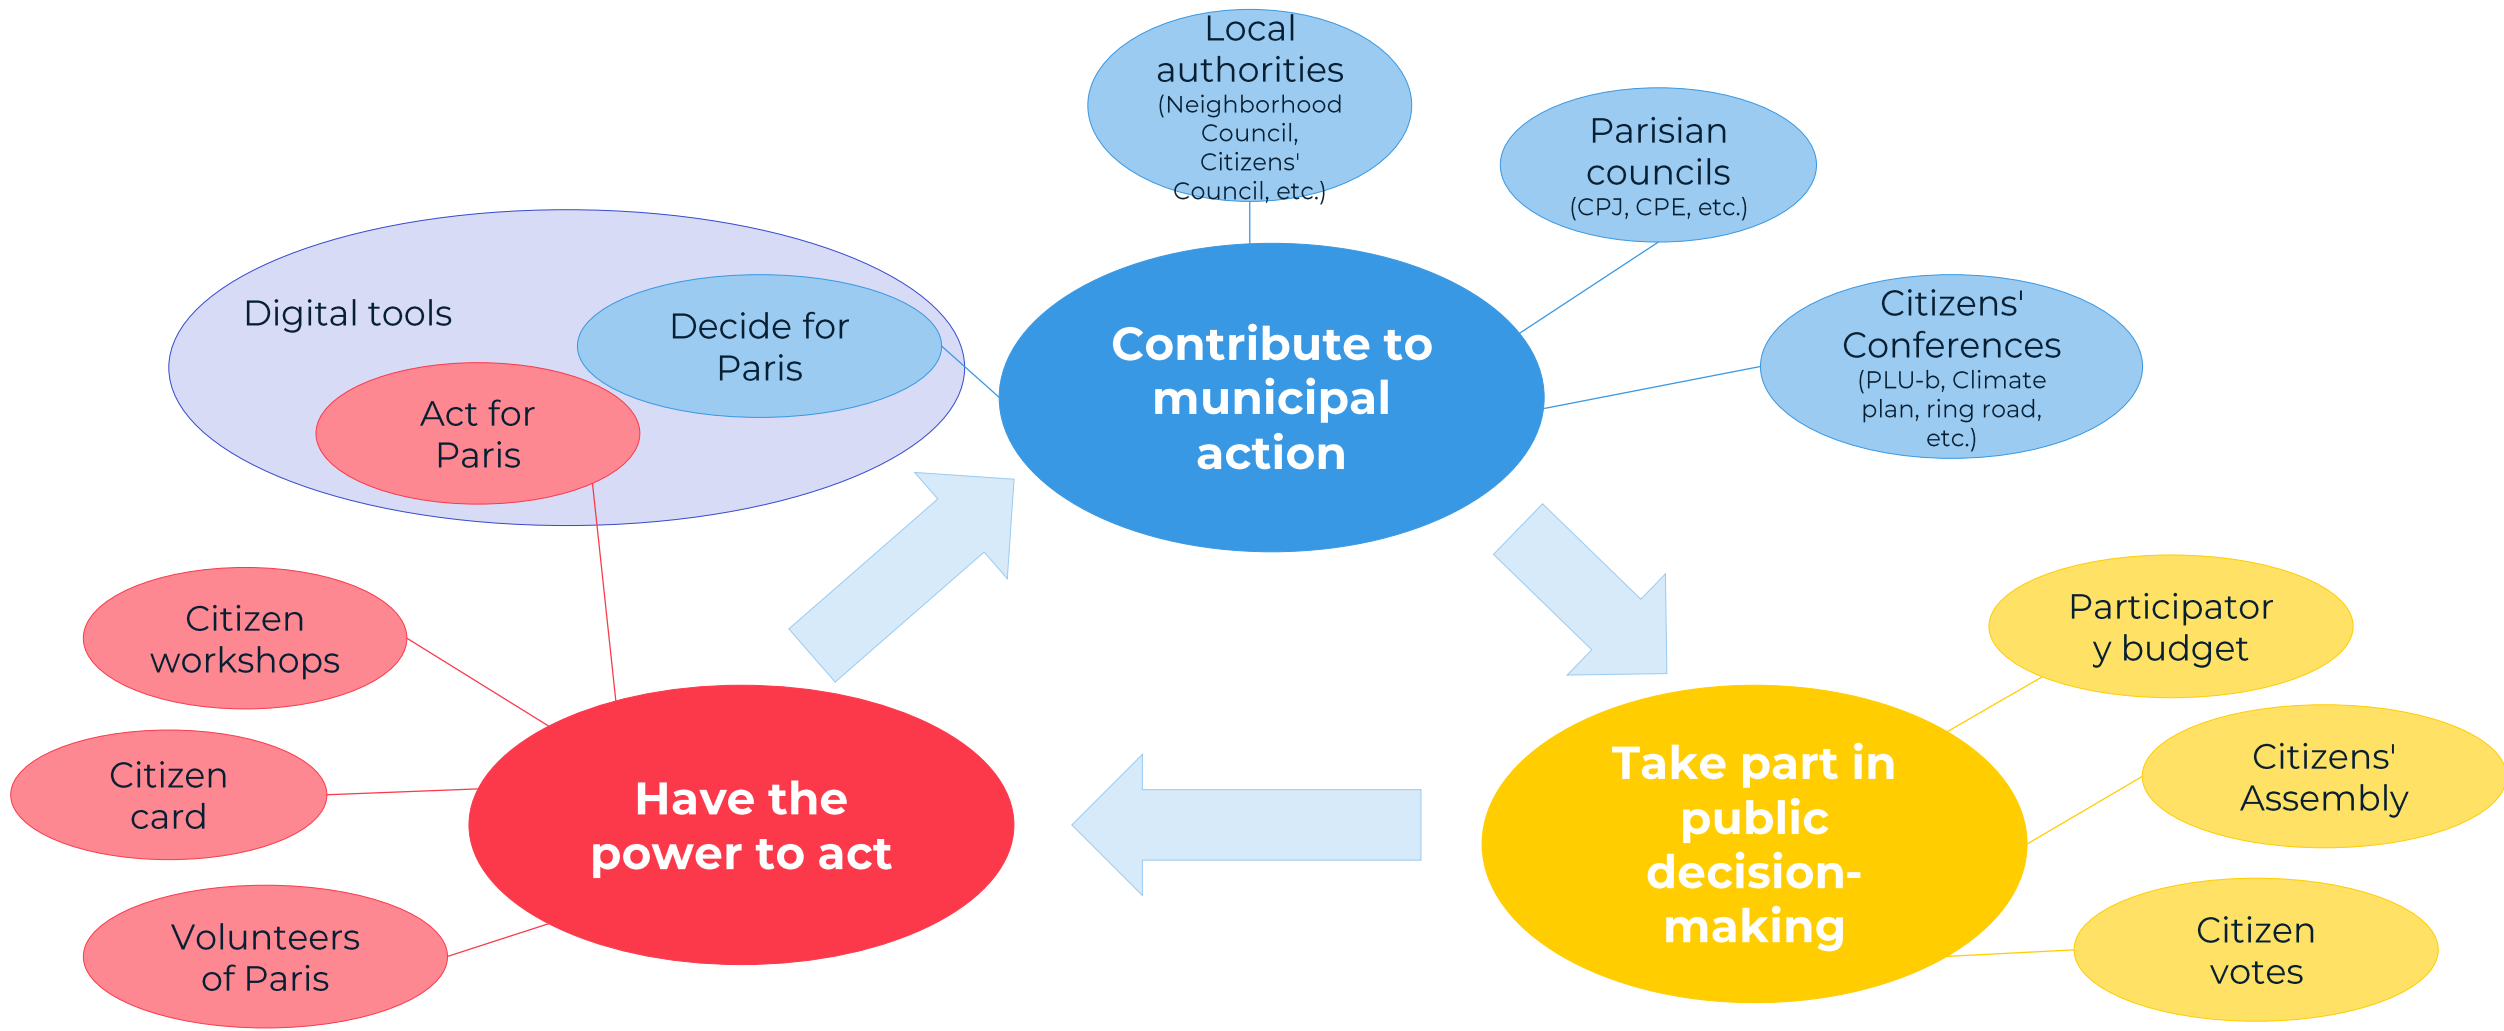 Local
authorities
(Neighborhood
Council,
Citizens'
Council, etc.)
Parisian
councils
(CPJ, CPE, etc.)
Citizens'
Conferences
(PLU-b, Climate
plan, ring road,
etc.)
Digital tools
Decide for
Paris
Act for
Paris
Contribute to
municipal
action
Citizen
workshops
Citizen
card
Volunteers
of Paris
Have the
power to act
Take part in
public
decision-
making
Participator
y budget
Citizens'
Assembly
Citizen
votes